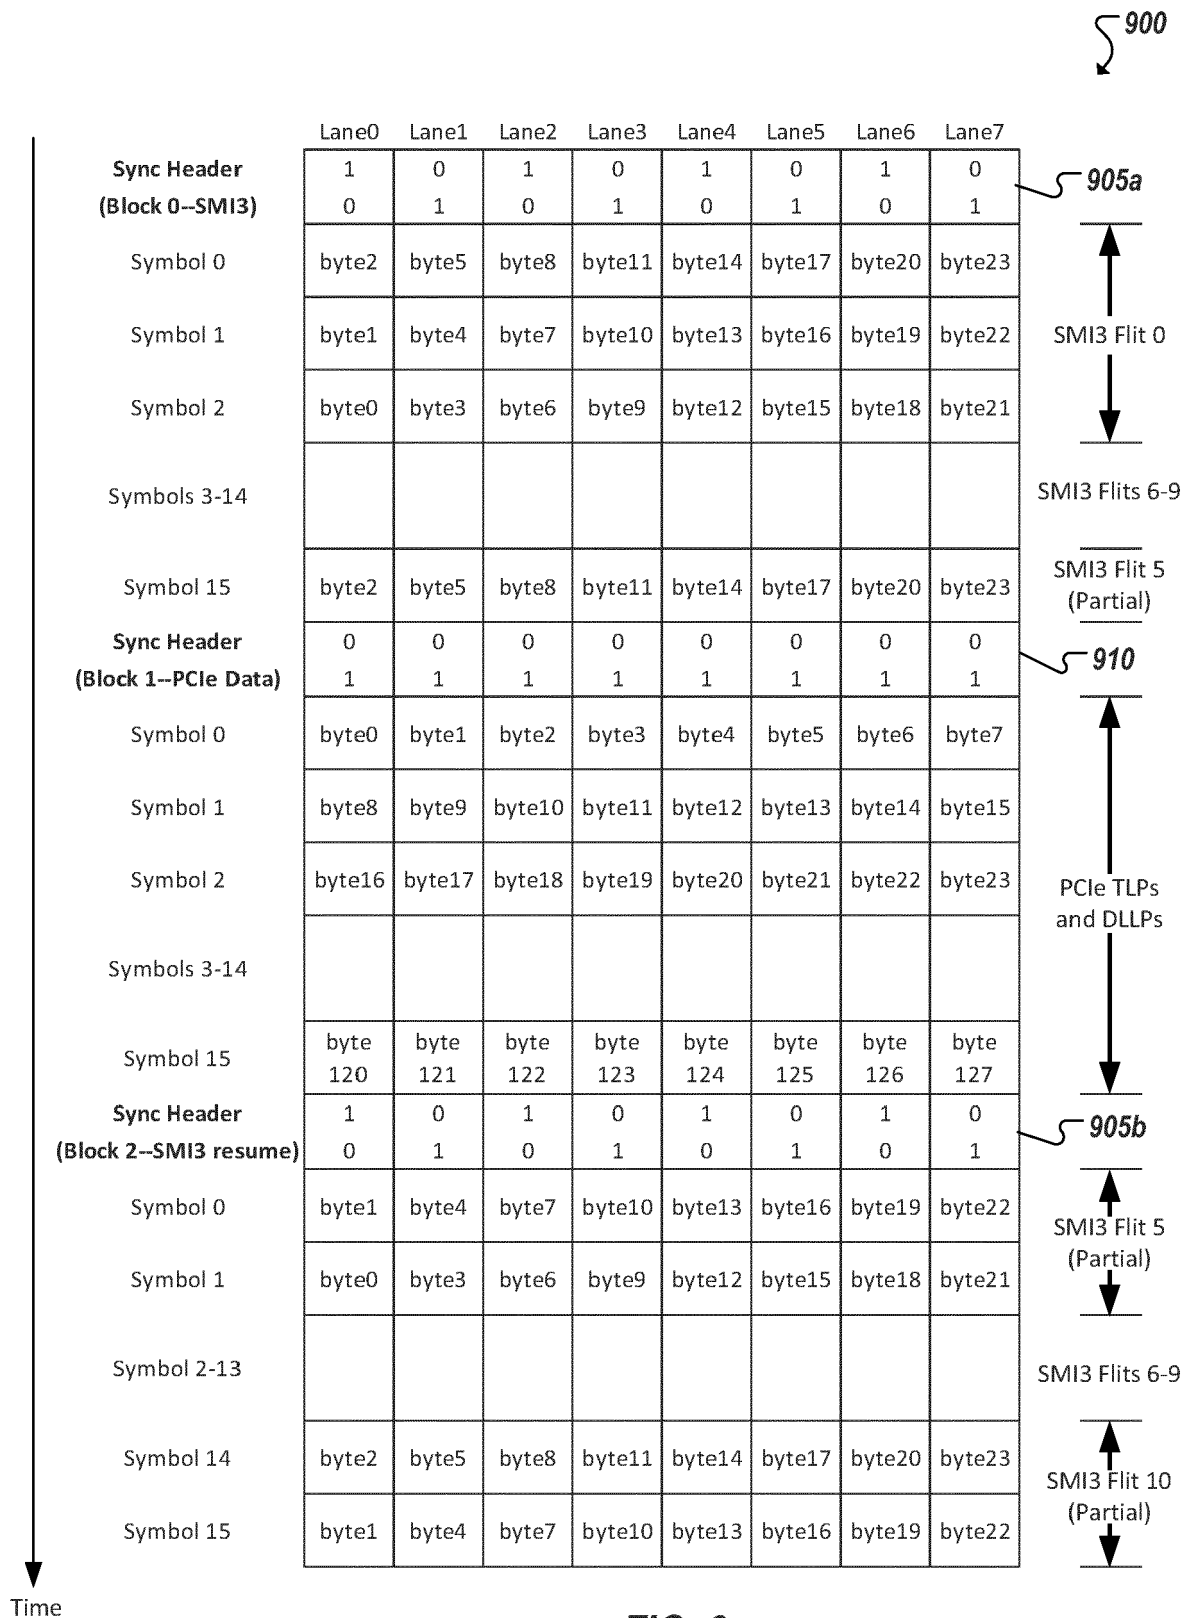 900
Lane0 Lane1 Lane2 Lane3 Lane4 Lane5 Lane6 Lane7
Sync Header 1 0 1 0 1 0 1 0 905a
(Block 0--SMI3) 0 1 0 1 0 1 0 1
Symbol 0 byte2 byte5 byte8 byte11 byte14 byte17 byte20 byte23
Symbol 1 byte1 byte4 byte7 byte10 byte13 byte16 byte19 byte22 SMI3 Flit 0
Symbol 2 byte0 byte3 byte6 byte9 byte12 byte15 byte18 byte21
Symbols 3-14 SMI3 Flits 6-9
Symbol 15 byte2 byte5 byte8 byte11 byte14 byte17 byte20 byte23 SMI3 Flit 5
(Partial)
Sync Header 0 0 0 0 0 0 0 0 910
(Block 1--PCIe Data) 1 1 1 1 1 1 1 1
Symbol 0 byte0 byte1 byte2 byte3 byte4 byte5 byte6 byte7
Symbol 1 byte8 byte9 byte10 byte11 byte12 byte13 byte14 byte15
Symbol 2 byte16 byte17 byte18 byte19 byte20 byte21 byte22 byte23 PCIe TLPs
and DLLPs
Symbols 3-14
Symbol 15 byte byte byte byte byte byte byte byte
120 121 122 123 124 125 126 127
Sync Header 1 0 1 0 1 0 1 0 905b
(Block 2--SMI3 resume) 0 1 0 1 0 1 0 1
Symbol 0 byte1 byte4 byte7 byte10 byte13 byte16 byte19 byte22 SMI3 Flit 5
(Partial)
Symbol 1 byte0 byte3 byte6 byte9 byte12 byte15 byte18 byte21
Symbol 2-13 SMI3 Flits 6-9
Symbol 14 byte2 byte5 byte8 byte11 byte14 byte17 byte20 byte23 SMI3 Flit 10
(Partial)
Symbol 15 byte1 byte4 byte7 byte10 byte13 byte16 byte19 byte22
Time